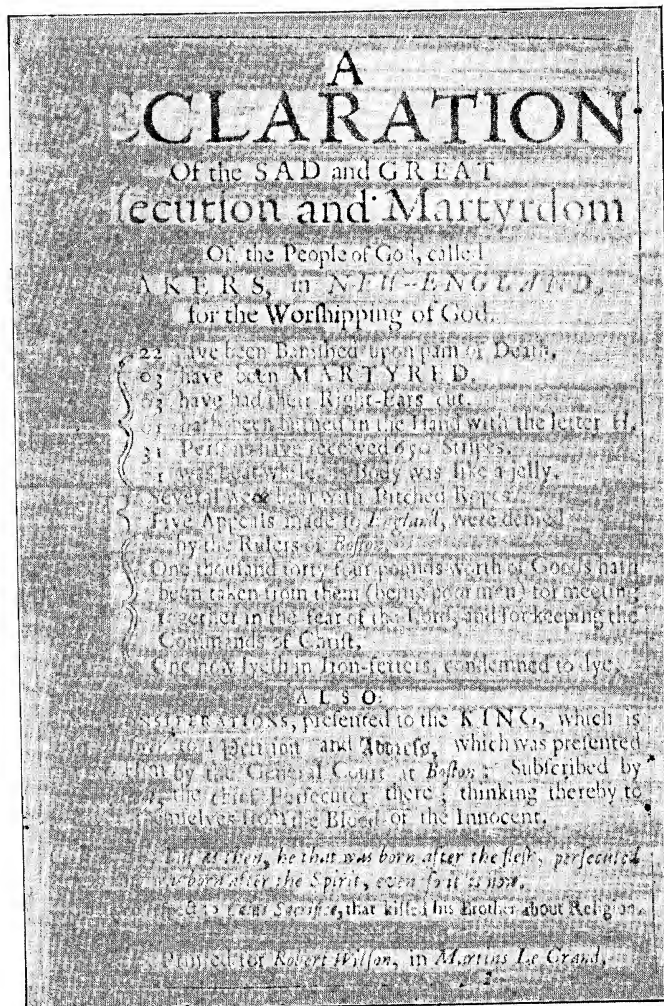 A
ECLARATION
Of the SAD and GREAT
ſecution and Martyrdom
Of the People of God, called
AKERS, in NEW-ENGLAND,
for the Worſhipping of God.
22 have been Baniſhed upon pain of Death.
03 have been MARTYRED.
03 have had their Right-Ears cut.
01 hath been burned in the Hand with the letter H.
31 Perſons have received 650 Stripes.
1 was beat while Body was like a jelly.
Several were beat with Pitched Ropes.
Five Appeals made to England, were denied
by the Rulers of Boſton.
One thouſand forty four pounds worth of Goods hath
been taken from them (being poor men) for meeting
together in the fear of the Lord, and for keeping the
Commands of Chriſt.
One now lyeth in Iron-fetters, condemned to dye.
ALSO,
NSIDERATIONS, preſented to the KING, which is
to a Petition and Addreſs, which was preſented
Him by the General Court at Boſton: Subſcribed by
the chief Perſecutor there; thinking thereby to
themſelves from the Blood of the Innocent.
But as then, he that was born after the fleſh, perſecuted
was born after the Spirit, even ſo it is now.
Cains Sacrifice, that killed his Brother about Religion.
Printed for Robert Wilſon, in Martins Le Grand.